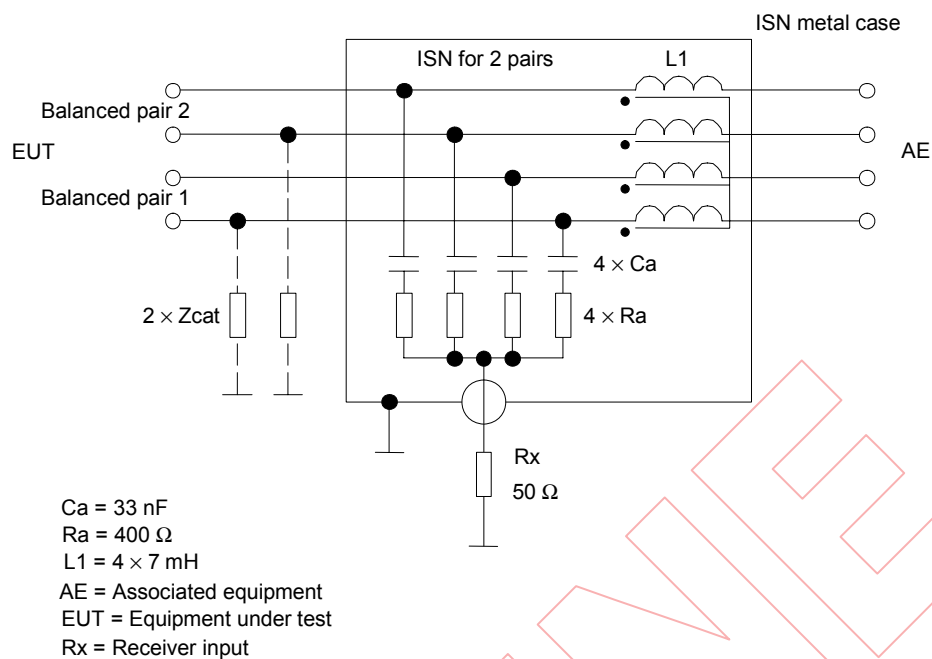 ISN metal case
ISN for 2 pairs
L1
Balanced pair 2
EUT
AE
Balanced pair 1
4 × Ca
2 × Zcat
4 × Ra
Rx
50 Ω
Ca = 33 nF
Ra = 400 Ω
L1 = 4 × 7 mH
AE = Associated equipment
EUT = Equipment under test
Rx = Receiver input